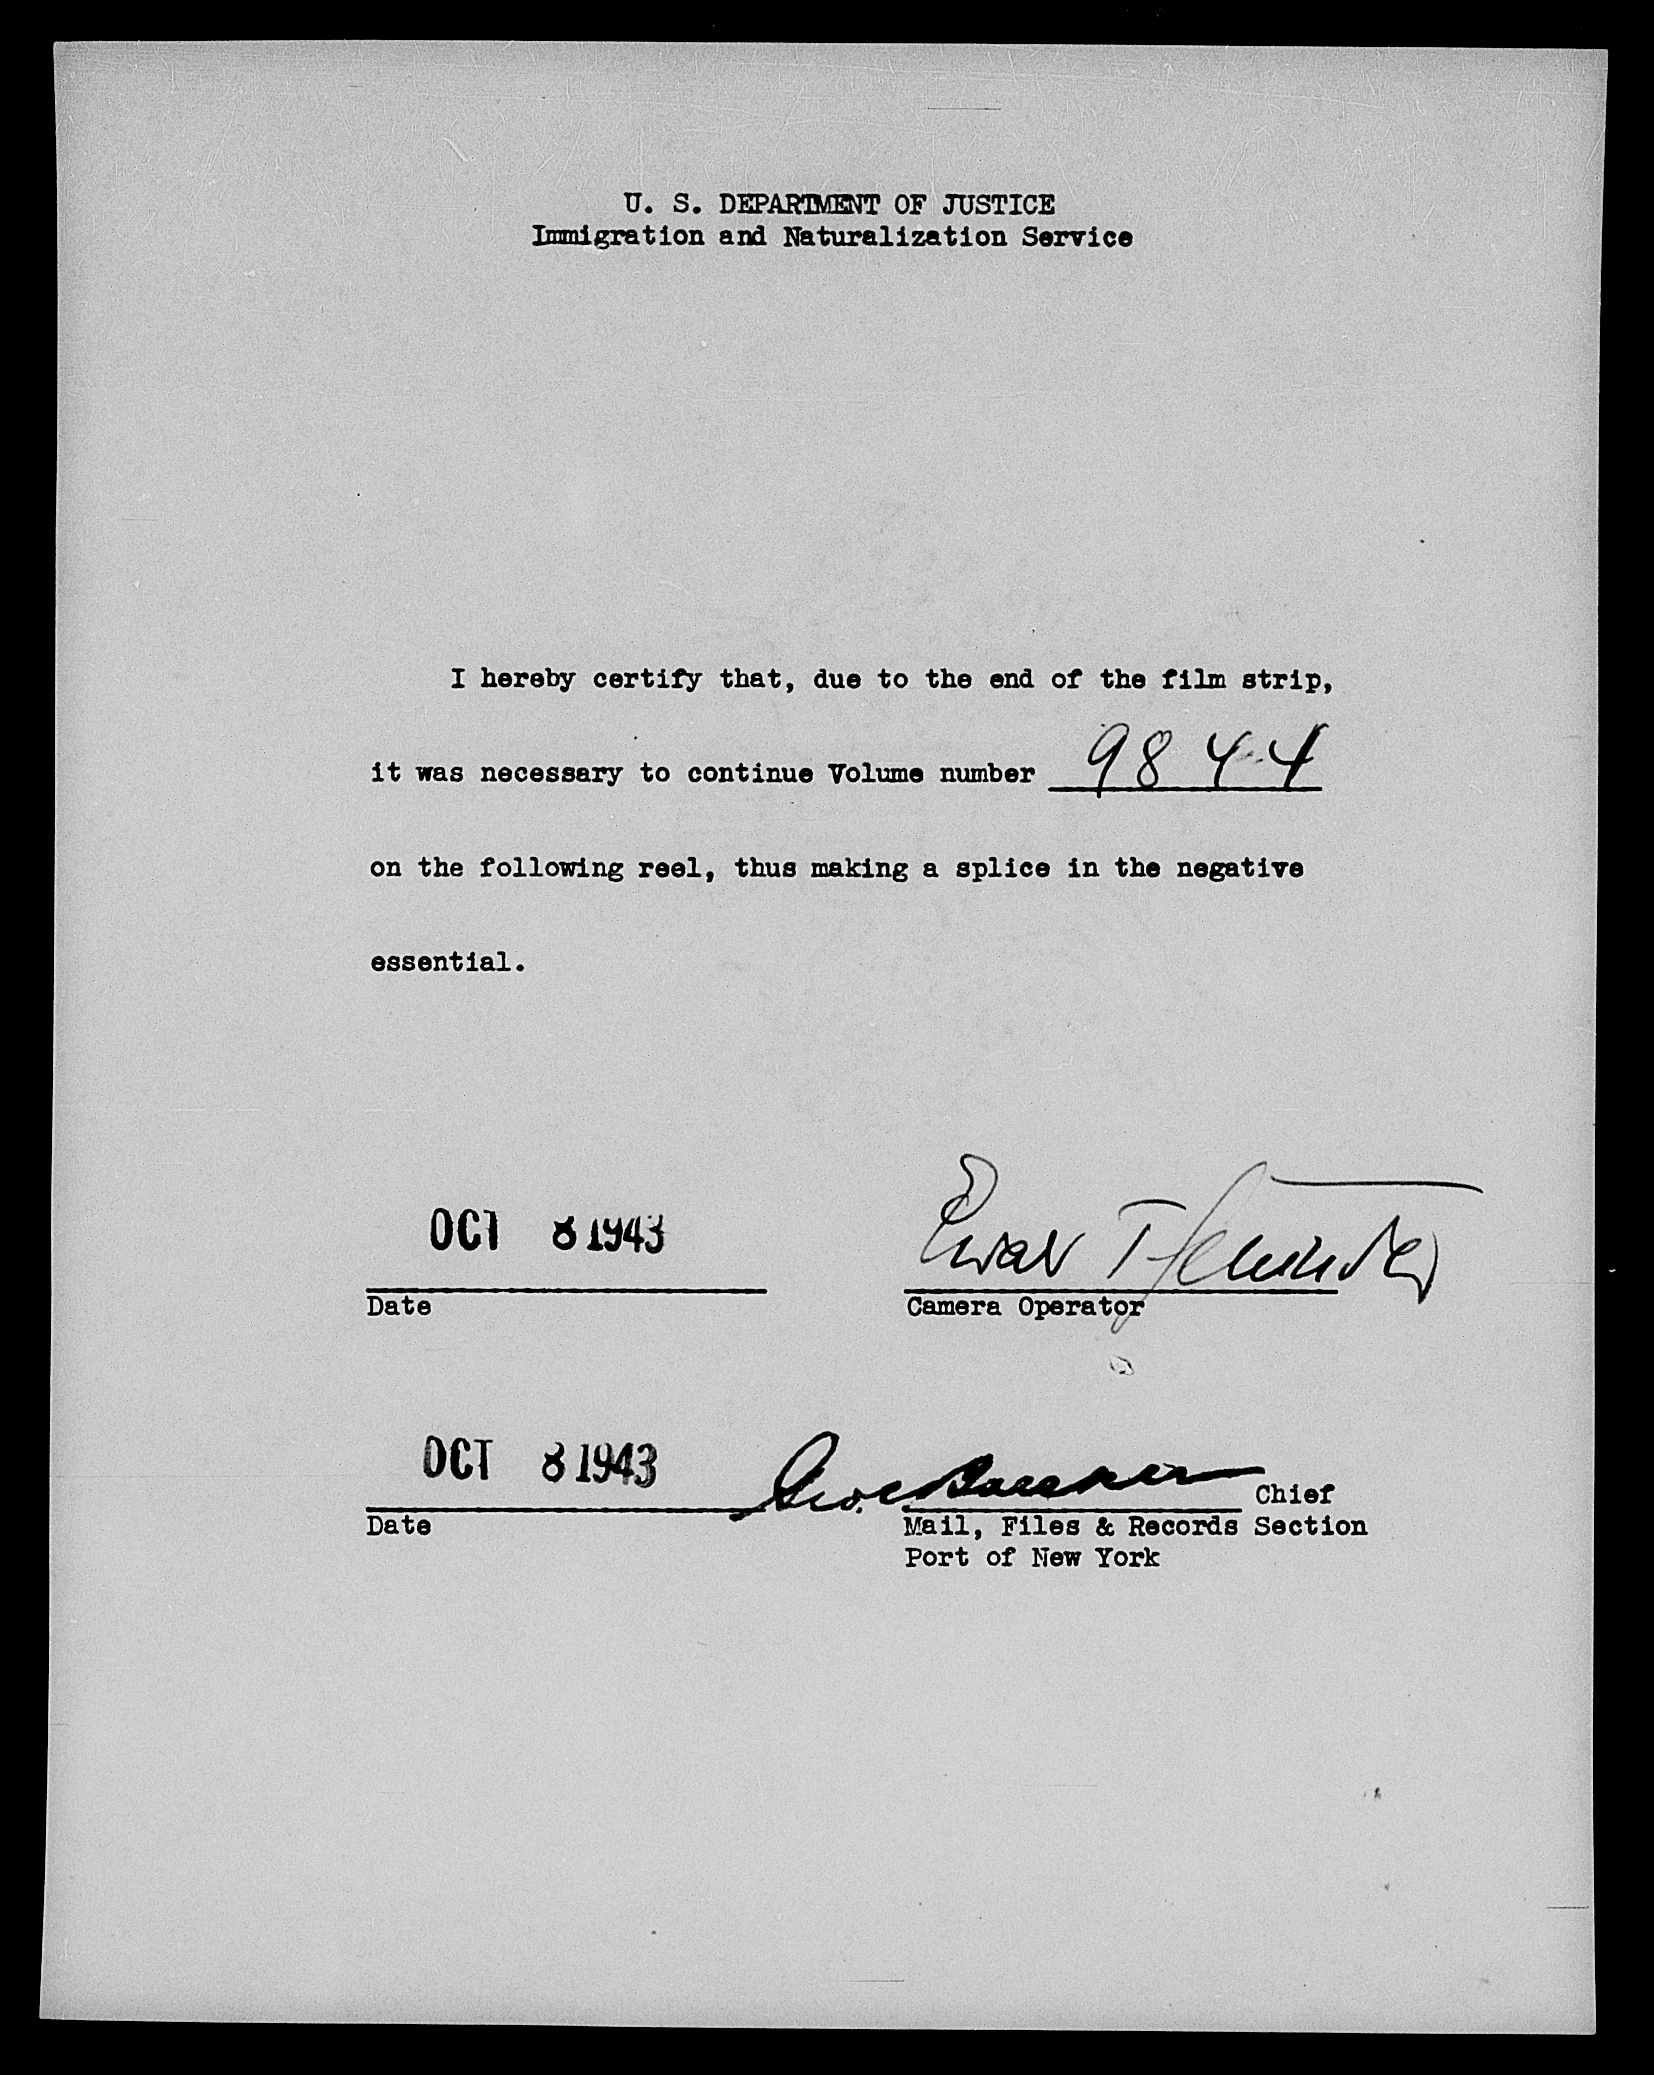 U. S. DEPARTMENT OF JUSTICE
Immigration and Naturalization Service
I hereby certify that, due to the end of the film strip,
it was necessary to continue Volume number 9844
on the following reel, thus making a splice in the negative
essential.
OCT 8 1943
Date
Camera Operator
OCT 8 1943
Geo. Chief
Date
Mail, Files & Records Section
Port of New York